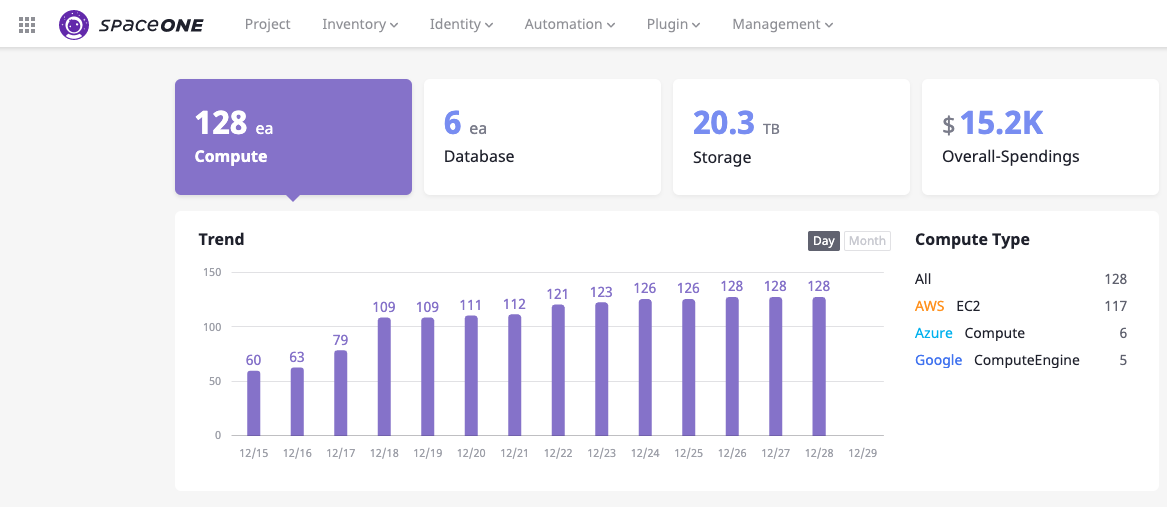 spaceONE Project Inventory Identity Automation Plugin Management
128 ea
Compute
6 ea
Database
20.3 TB
Storage
$ 15.2K
Overall-Spendings
Trend
Day Month
150
100
50
0
60 63 79 109 109 111 112 121 123 126 126 128 128 128
12/15 12/16 12/17 12/18 12/19 12/20 12/21 12/22 12/23 12/24 12/25 12/26 12/27 12/28 12/29
Compute Type
All 128
AWS EC2 117
Azure Compute 6
Google ComputeEngine 5